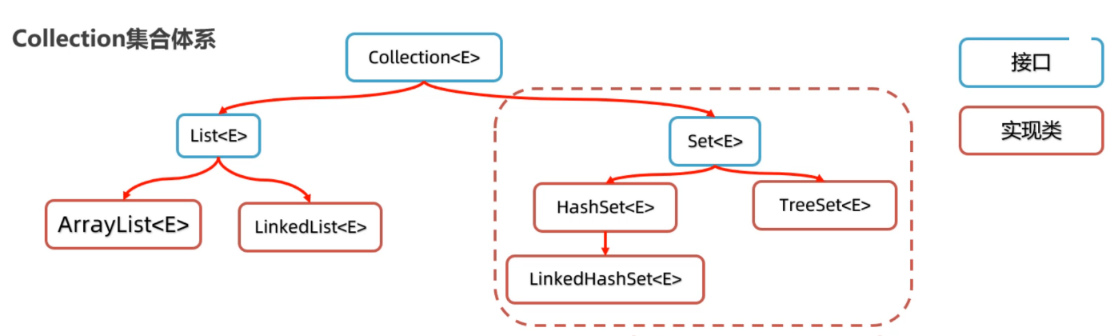 Collection集合体系
Collection<E>
接口
实现类
List<E>
Set<E>
ArrayList<E>
LinkedList<E>
HashSet<E>
TreeSet<E>
LinkedHashSet<E>